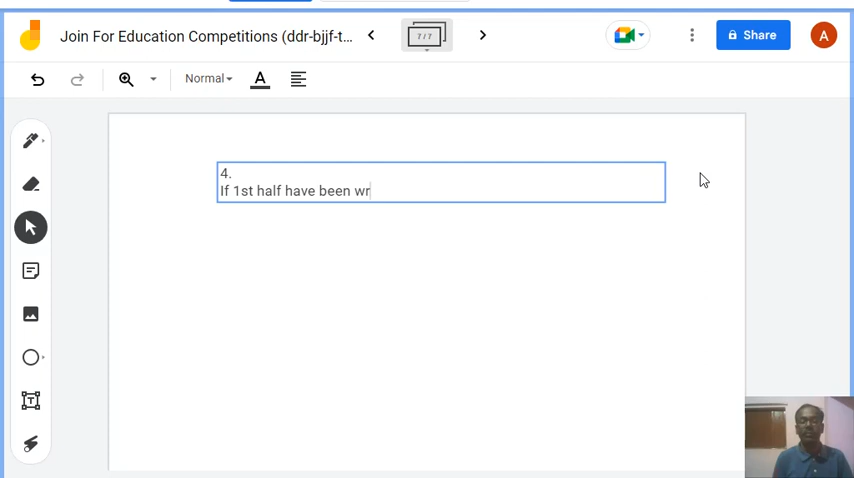 Join For Education Competitions (ddr-bjjf-t...
7 / 7
Share
A
Normal
A
4.
If 1st half have been wr